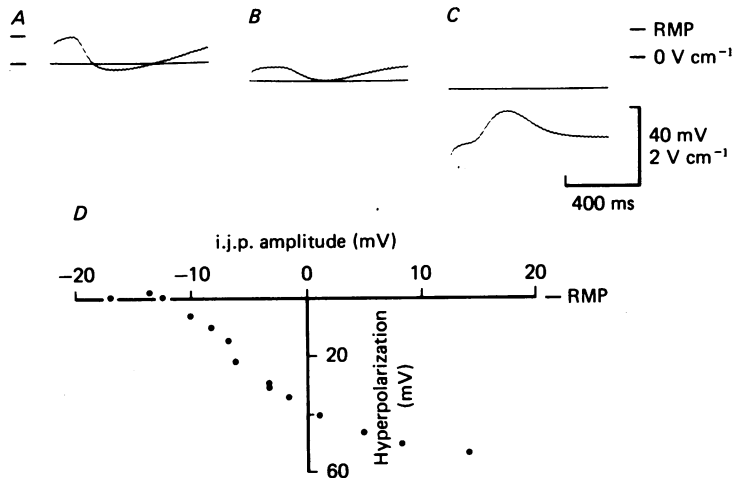 A
B
C
RMP
0 V cm⁻¹
40 mV
2 V cm⁻¹
400 ms
D
i.j.p. amplitude (mV)
−20
−10
0
10
20
RMP
20
60
Hyperpolarization
(mV)